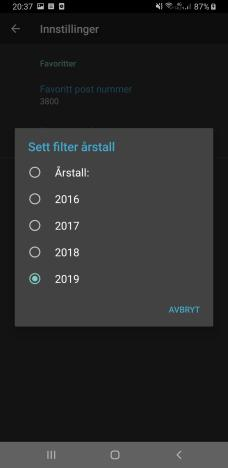 20:37
87%
Innstillinger
Favoritter
Favoritt post nummer
3800
Sett filter årstall
Årstall:
2016
2017
2018
2019
AVBRYT